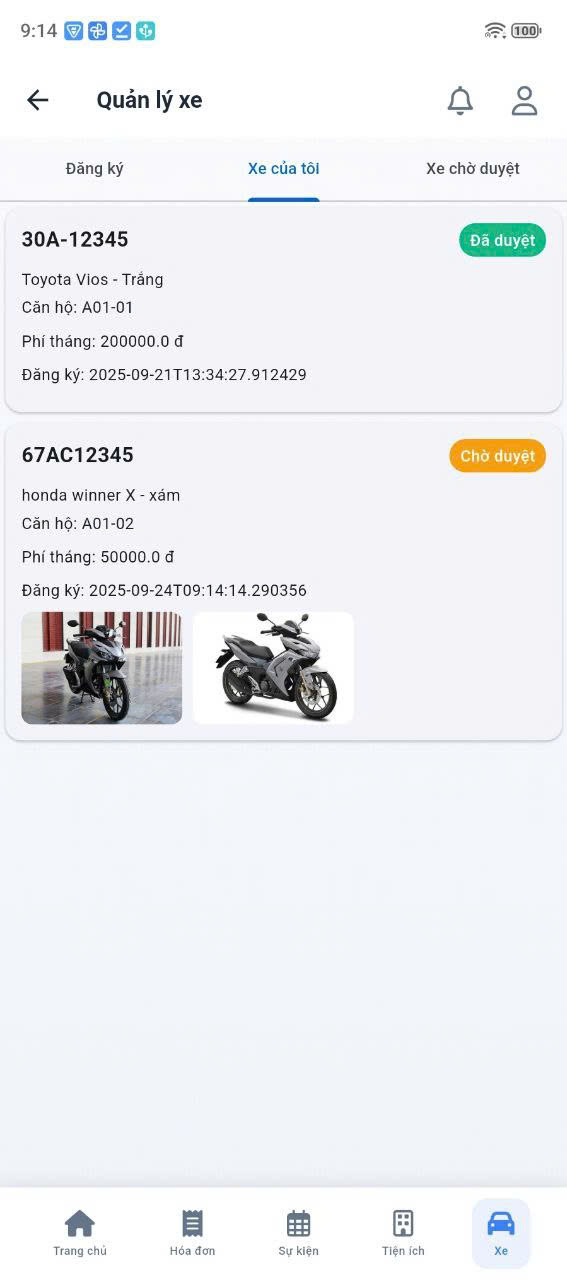 9:14
100
Quản lý xe
Đăng ký
Xe của tôi
Xe chờ duyệt
30A-12345
Đã duyệt
Toyota Vios - Trắng
Căn hộ: A01-01
Phí tháng: 200000.0 đ
Đăng ký: 2025-09-21T13:34:27.912429
67AC12345
Chờ duyệt
honda winner X - xám
Căn hộ: A01-02
Phí tháng: 50000.0 đ
Đăng ký: 2025-09-24T09:14:14.290356
Trang chủ
Hóa đơn
Sự kiện
Tiện ích
Xe